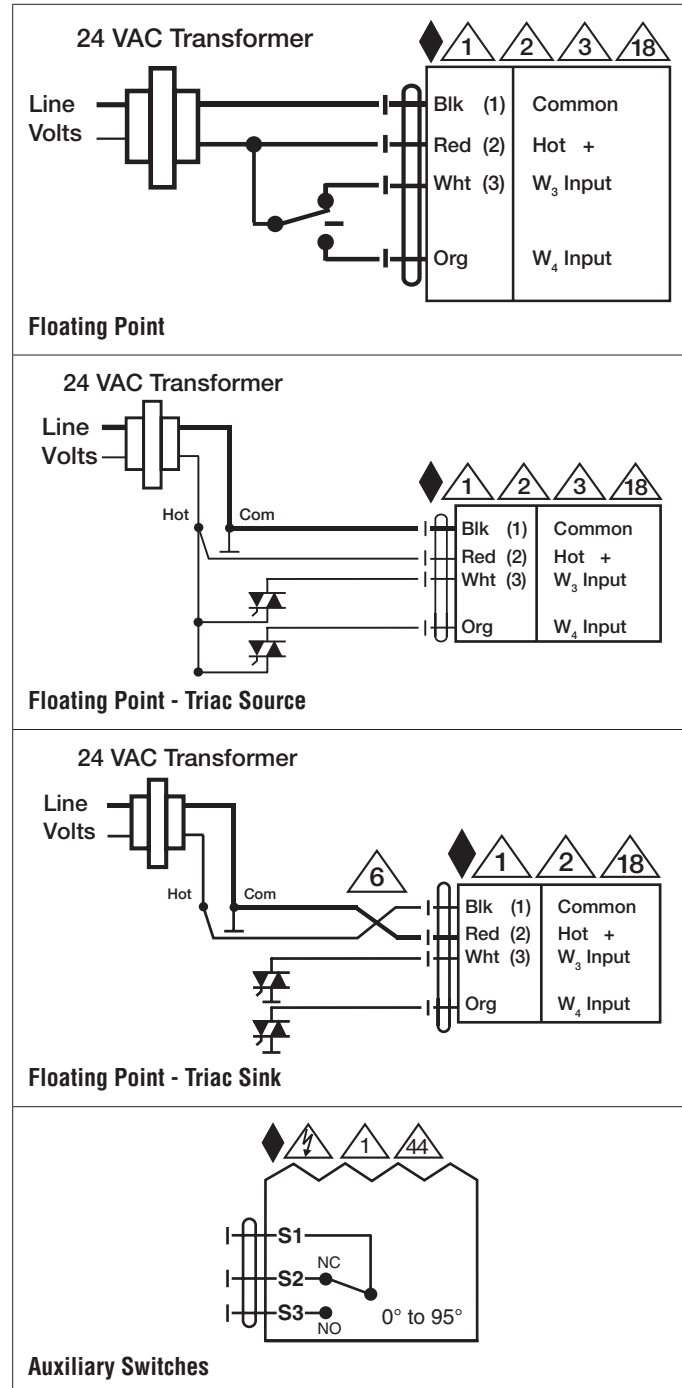 24 VAC Transformer
1 2 3 18
Line
Volts
Blk (1) Common
Red (2) Hot +
Wht (3) W₃ Input
Org W₄ Input
Floating Point
24 VAC Transformer
Line
Volts
1 2 3 18
Hot Com
Blk (1) Common
Red (2) Hot +
Wht (3) W₃ Input
Org W₄ Input
Floating Point - Triac Source
24 VAC Transformer
Line
Volts
6 1 2 18
Hot Com
Blk (1) Common
Red (2) Hot +
Wht (3) W₃ Input
Org W₄ Input
Floating Point - Triac Sink
1 44
S1
NC
S2
S3 0° to 95°
NO
Auxiliary Switches